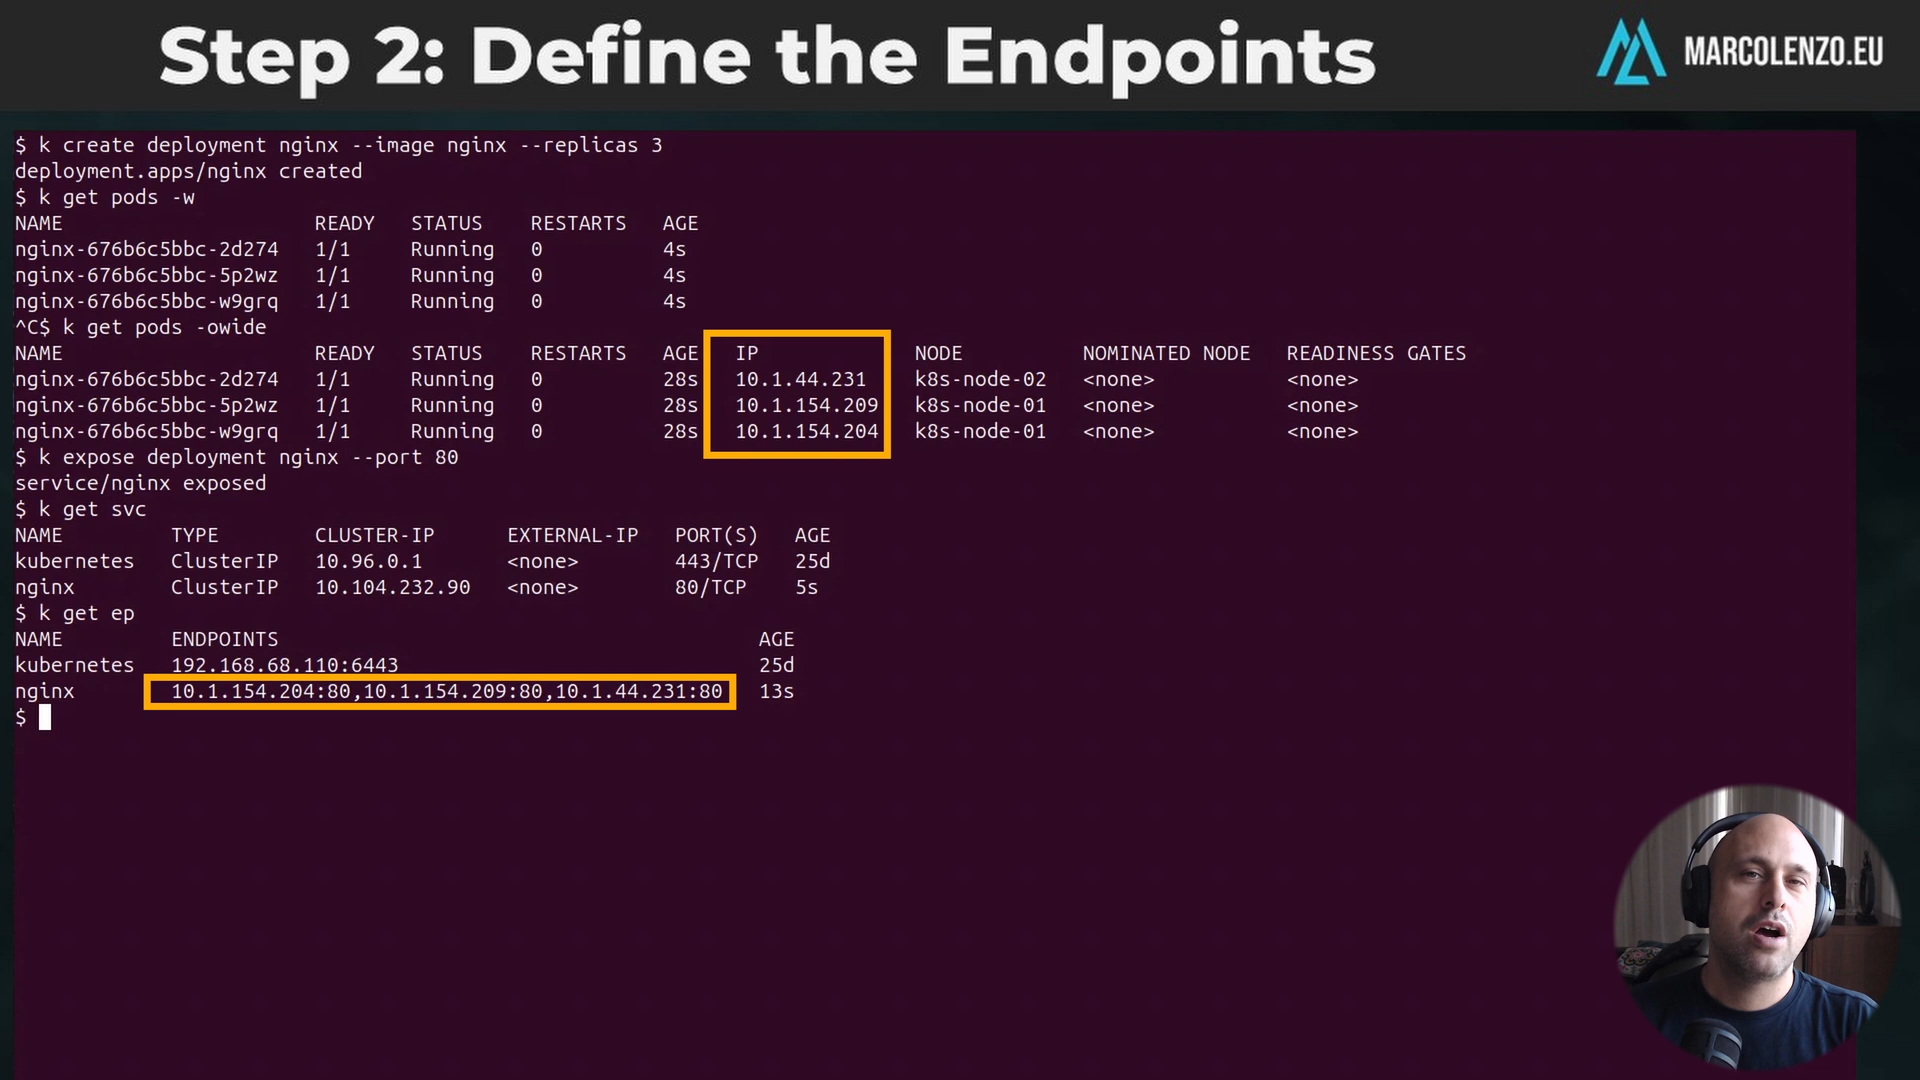 Step 2: Define the Endpoints
MARCOLENZO.EU
$ k create deployment nginx --image nginx --replicas 3
deployment.apps/nginx created
$ k get pods -w
NAME READY STATUS RESTARTS AGE
nginx-676b6c5bbc-2d274 1/1 Running 0 4s
nginx-676b6c5bbc-5p2wz 1/1 Running 0 4s
nginx-676b6c5bbc-w9grq 1/1 Running 0 4s
^C$ k get pods -owide
NAME READY STATUS RESTARTS AGE IP NODE NOMINATED NODE READINESS GATES
nginx-676b6c5bbc-2d274 1/1 Running 0 28s 10.1.44.231 k8s-node-02 <none> <none>
nginx-676b6c5bbc-5p2wz 1/1 Running 0 28s 10.1.154.209 k8s-node-01 <none> <none>
nginx-676b6c5bbc-w9grq 1/1 Running 0 28s 10.1.154.204 k8s-node-01 <none> <none>
$ k expose deployment nginx --port 80
service/nginx exposed
$ k get svc
NAME TYPE CLUSTER-IP EXTERNAL-IP PORT(S) AGE
kubernetes ClusterIP 10.96.0.1 <none> 443/TCP 25d
nginx ClusterIP 10.104.232.90 <none> 80/TCP 5s
$ k get ep
NAME ENDPOINTS AGE
kubernetes 192.168.68.110:6443 25d
nginx 10.1.154.204:80,10.1.154.209:80,10.1.44.231:80 13s
$